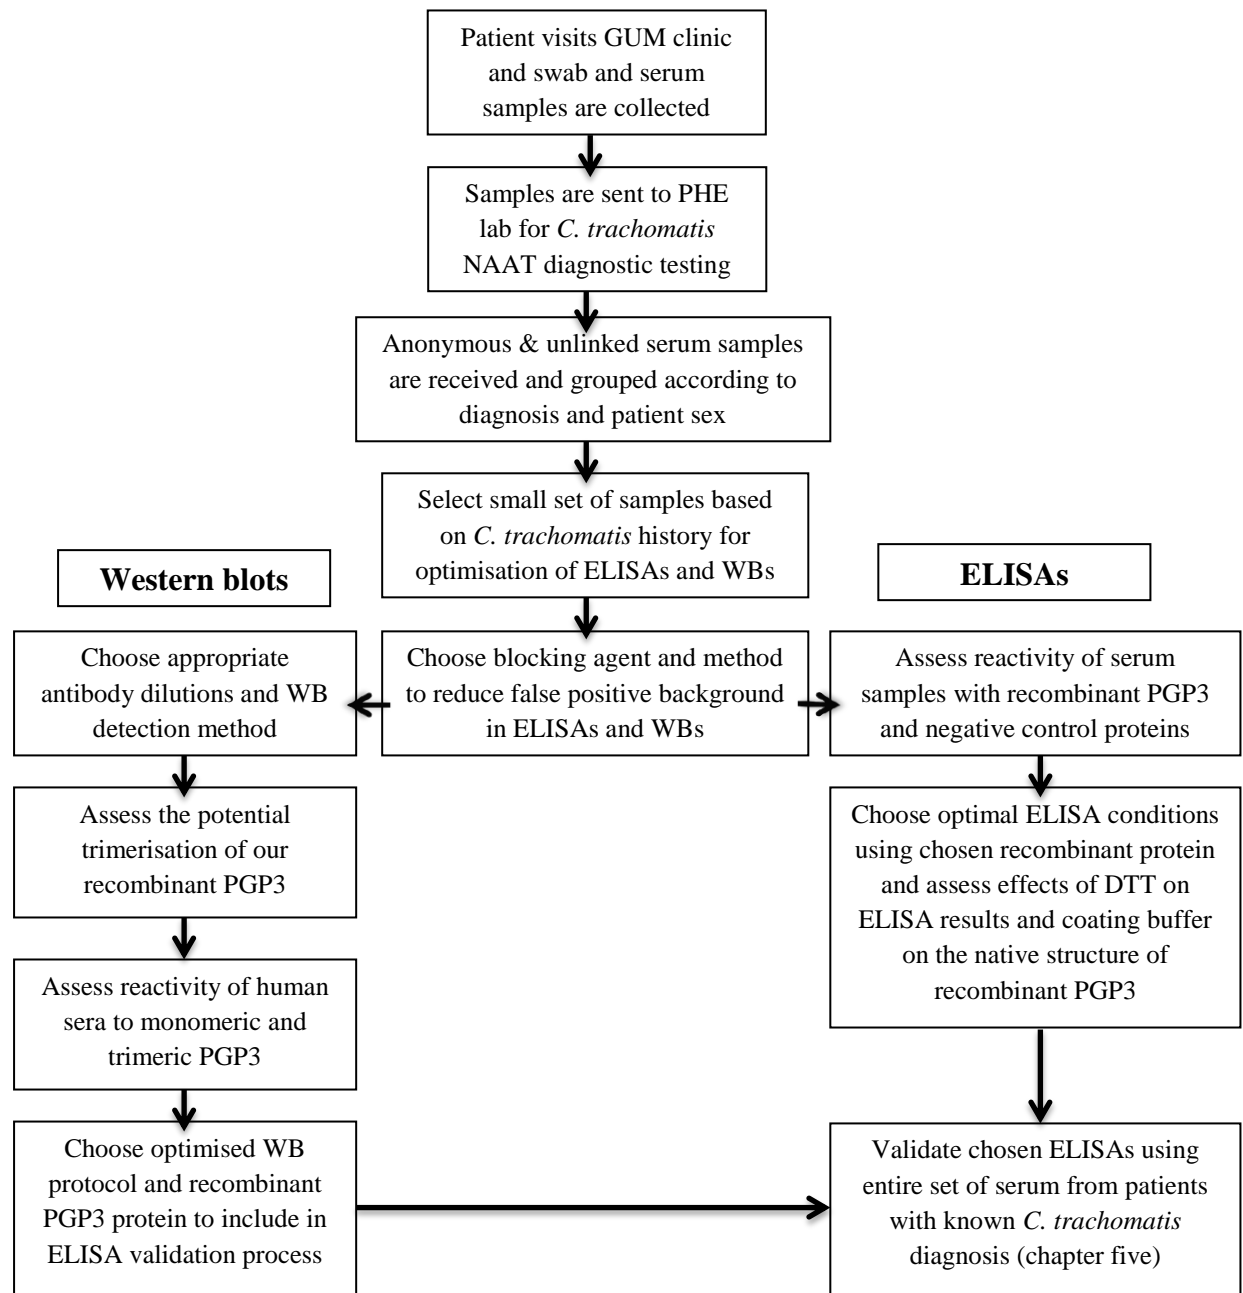 Patient visits GUM clinic
and swab and serum
samples are collected
Samples are sent to PHE
lab for C. trachomatis
NAAT diagnostic testing
Anonymous & unlinked serum samples
are received and grouped according to
diagnosis and patient sex
Select small set of samples based
on C. trachomatis history for
optimisation of ELISAs and WBs
Western blots
ELISAs
Choose appropriate
antibody dilutions and WB
detection method
Choose blocking agent and method
to reduce false positive background
in ELISAs and WBs
Assess reactivity of serum
samples with recombinant PGP3
and negative control proteins
Assess the potential
trimerisation of our
recombinant PGP3
Choose optimal ELISA conditions
using chosen recombinant protein
and assess effects of DTT on
ELISA results and coating buffer
on the native structure of
recombinant PGP3
Assess reactivity of human
sera to monomeric and
trimeric PGP3
Choose optimised WB
protocol and recombinant
PGP3 protein to include in
ELISA validation process
Validate chosen ELISAs using
entire set of serum from patients
with known C. trachomatis
diagnosis (chapter five)